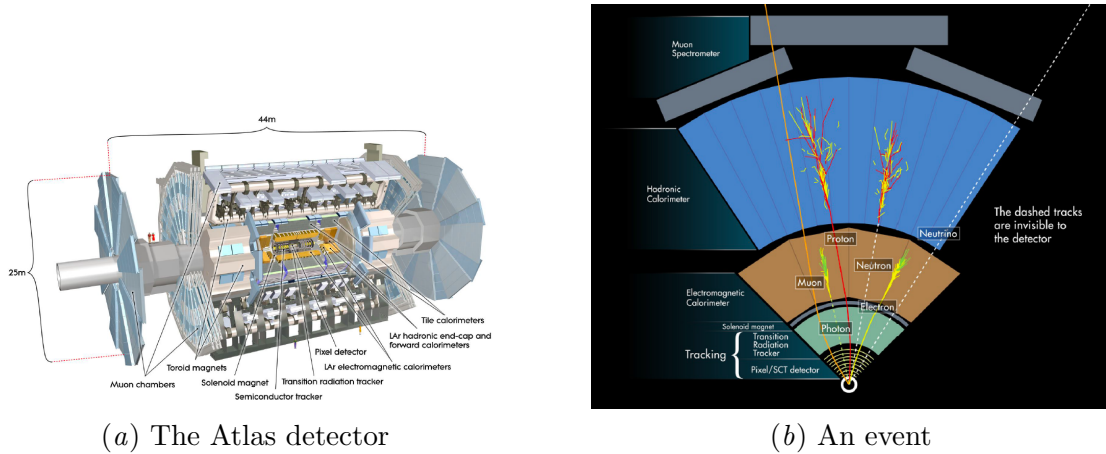 44m
25m
Tile calorimeters
LAr hadronic end-cap and
forward calorimeters
Pixel detector
LAr electromagnetic calorimeters
Toroid magnets
Muon chambers
Solenoid magnet
Transition radiation tracker
Semiconductor tracker
(a) The Atlas detector
Muon
Spectrometer
Hadronic
Calorimeter
The dashed tracks
are invisible to
the detector
Neutrino
Proton
Neutron
Muon
Electromagnetic
Calorimeter
Electron
Solenoid magnet
Photon
Tracking
Transition
Radiation
Tracker
Pixel/SCT detector
(b) An event